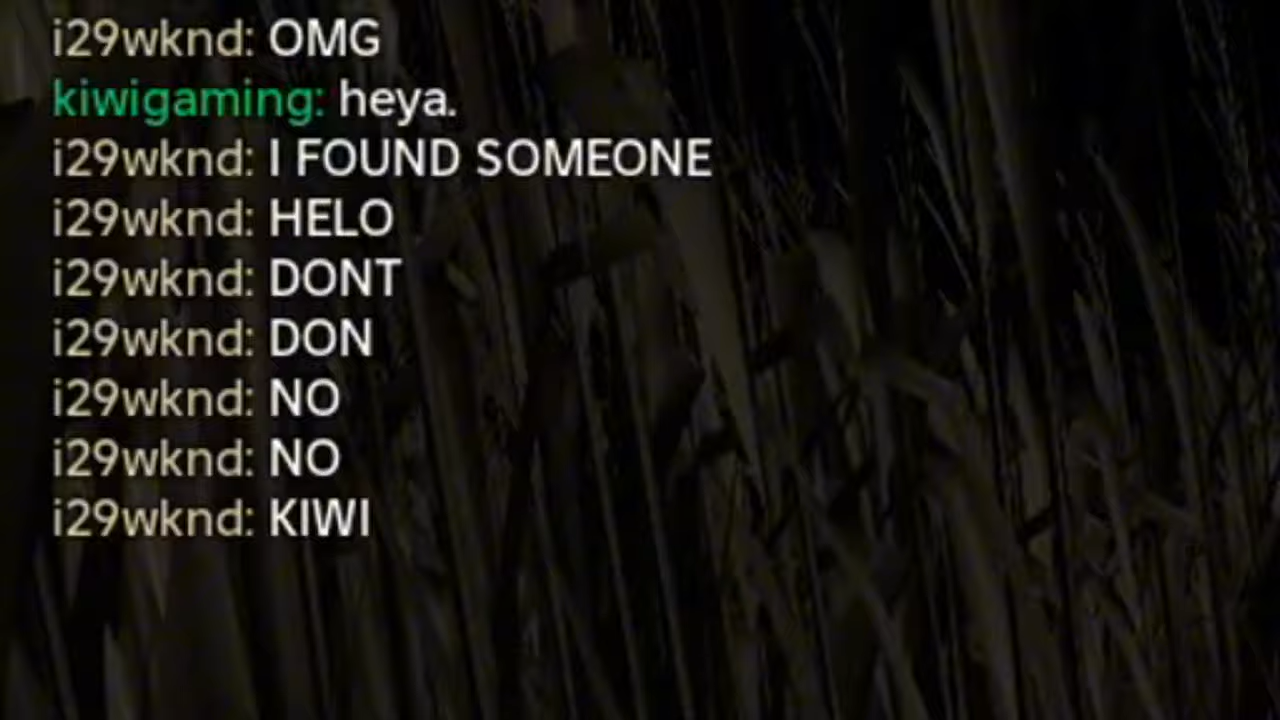 i29wknd: OMG
kiwigaming: heya.
i29wknd: I FOUND SOMEONE
i29wknd: HELO
i29wknd: DONT
i29wknd: DON
i29wknd: NO
i29wknd: NO
i29wknd: KIWI